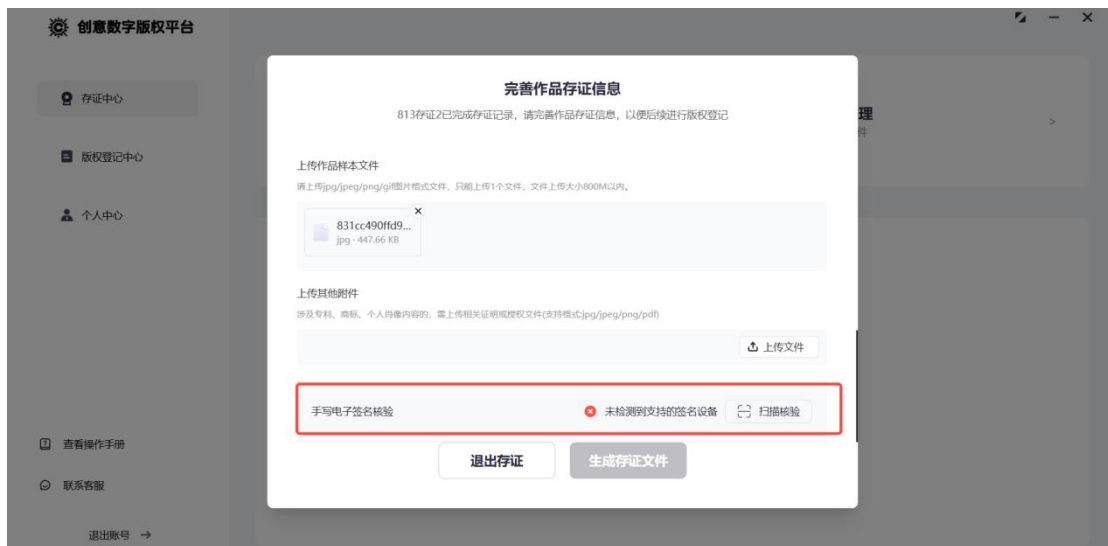 创意数字版权平台
存证中心
版权登记中心
个人中心
查看操作手册
联系客服
退出账号 →
理
件
>
完善作品存证信息
813存证2已完成存证记录，请完善作品存证信息，以便后续进行版权登记
上传作品样本文件
请上传jpg/jpeg/png/gif图片格式文件，只能上传1个文件，文件上传大小800M以内。
831cc490ffd9...
jpg - 447.66 KB
上传其他附件
涉及专利、商标、个人肖像内容的，需上传相关证明或授权文件(支持格式:jpg/jpeg/png/pdf)
上传文件
手写电子签名核验
未检测到支持的签名设备
扫描核验
退出存证
生成存证文件